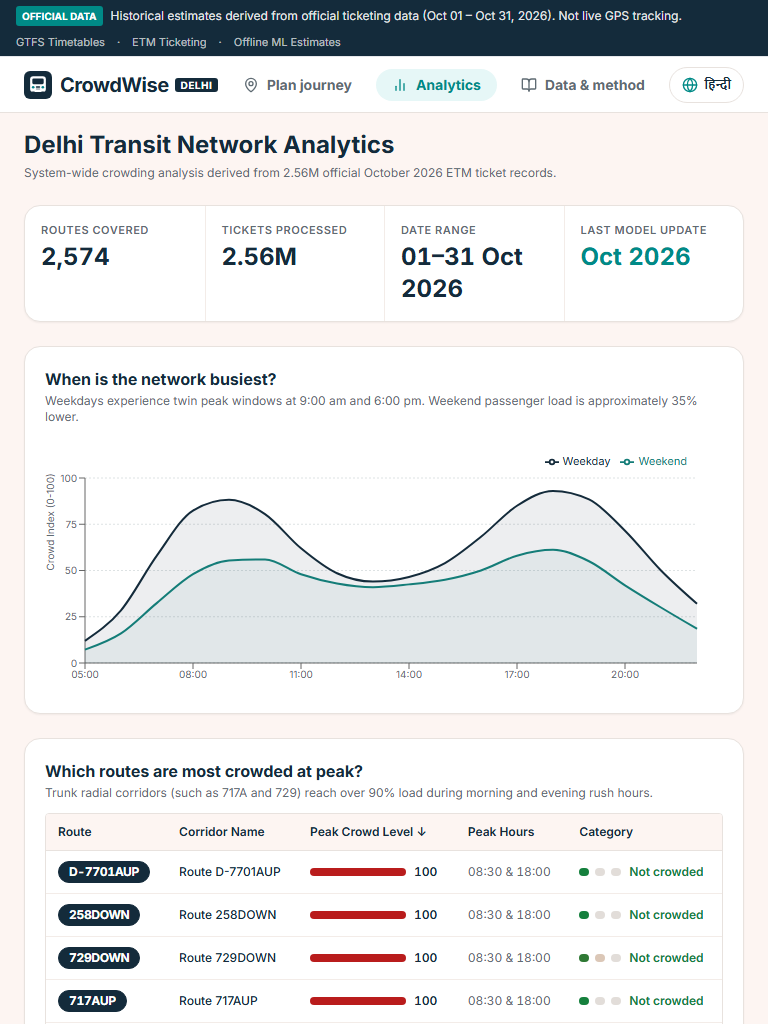 OFFICIAL DATA Historical estimates derived from official ticketing data (Oct 01 – Oct 31, 2026). Not live GPS tracking.
GTFS Timetables · ETM Ticketing · Offline ML Estimates
CrowdWise DELHI Plan journey Analytics Data & method हिन्दी
Delhi Transit Network Analytics
System-wide crowding analysis derived from 2.56M official October 2026 ETM ticket records.
ROUTES COVERED TICKETS PROCESSED DATE RANGE LAST MODEL UPDATE
2,574 2.56M 01–31 Oct Oct 2026
2026
When is the network busiest?
Weekdays experience twin peak windows at 9:00 am and 6:00 pm. Weekend passenger load is approximately 35%
lower.
Weekday Weekend
Crowd Index (0-100)
100
75
50
25
0
05:00 08:00 11:00 14:00 17:00 20:00
Which routes are most crowded at peak?
Trunk radial corridors (such as 717A and 729) reach over 90% load during morning and evening rush hours.
Route Corridor Name Peak Crowd Level ↓ Peak Hours Category
D-7701AUP Route D-7701AUP 100 08:30 & 18:00 Not crowded
258DOWN Route 258DOWN 100 08:30 & 18:00 Not crowded
729DOWN Route 729DOWN 100 08:30 & 18:00 Not crowded
717AUP Route 717AUP 100 08:30 & 18:00 Not crowded